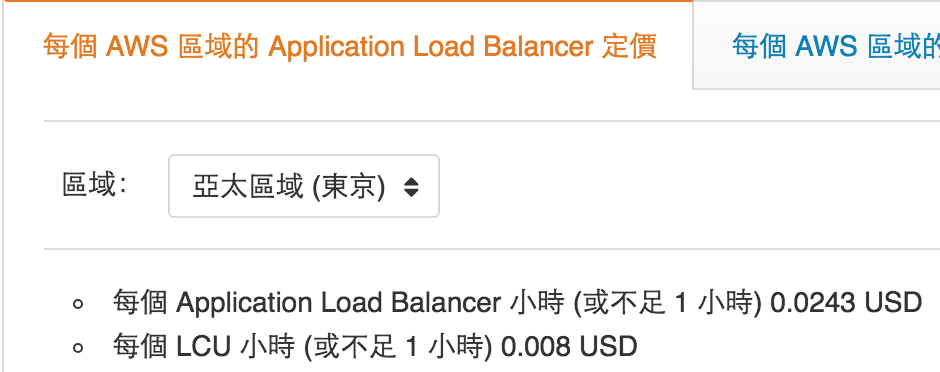 每個 AWS 區域的 Application Load Balancer 定價
每個 AWS 區域的
區域:
亞太區域 (東京)
每個 Application Load Balancer 小時 (或不足 1 小時) 0.0243 USD
每個 LCU 小時 (或不足 1 小時) 0.008 USD